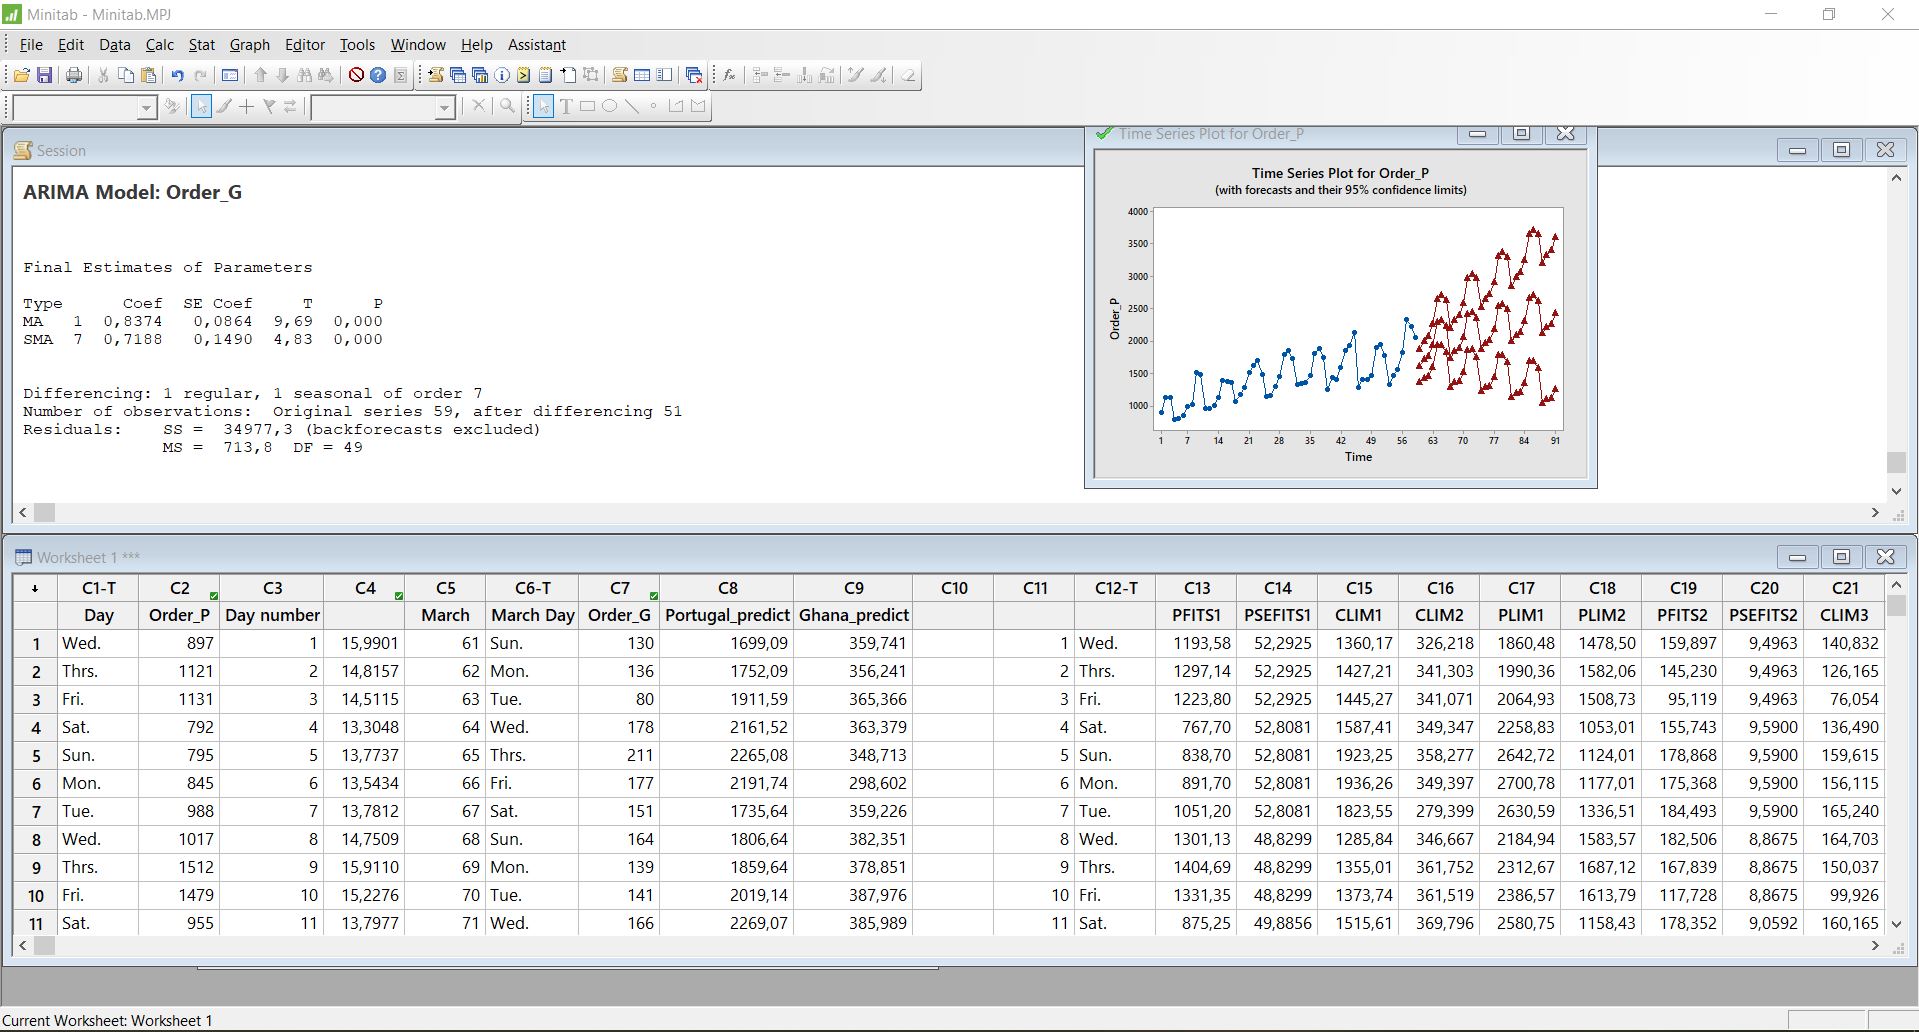 Minitab - Minitab.MPJ
File Edit Data Calc Stat Graph Editor Tools Window Help Assistant
Session
ARIMA Model: Order_G
Final Estimates of Parameters
Type Coef SE Coef T P
MA 1 0,8374 0,0864 9,69 0,000
SMA 7 0,7188 0,1490 4,83 0,000
Differencing: 1 regular, 1 seasonal of order 7
Number of observations: Original series 59, after differencing 51
Residuals: SS = 34977,3 (backforecasts excluded)
MS = 713,8 DF = 49
Time Series Plot for Order_P
Time Series Plot for Order_P
(with forecasts and their 95% confidence limits)
4000
3500
3000
2500
2000
1500
1000
Order_P
1 7 14 21 28 35 42 49 56 63 70 77 84 91
Time
Worksheet 1 ***
C1-T C2 C3 C4 C5 C6-T C7 C8 C9 C10 C11 C12-T C13 C14 C15 C16 C17 C18 C19 C20 C21
Day Order_P Day number March March Day Order_G Portugal_predict Ghana_predict PFITS1 PSEFITS1 CLIM1 CLIM2 PLIM1 PLIM2 PFITS2 PSEFITS2 CLIM3
1 Wed. 897 1 15,9901 61 Sun. 130 1699,09 359,741 1 Wed. 1193,58 52,2925 1360,17 326,218 1860,48 1478,50 159,897 9,4963 140,832
2 Thrs. 1121 2 14,8157 62 Mon. 136 1752,09 356,241 2 Thrs. 1297,14 52,2925 1427,21 341,303 1990,36 1582,06 145,230 9,4963 126,165
3 Fri. 1131 3 14,5115 63 Tue. 80 1911,59 365,366 3 Fri. 1223,80 52,2925 1445,27 341,071 2064,93 1508,73 95,119 9,4963 76,054
4 Sat. 792 4 13,3048 64 Wed. 178 2161,52 363,379 4 Sat. 767,70 52,8081 1587,41 349,347 2258,83 1053,01 155,743 9,5900 136,490
5 Sun. 795 5 13,7737 65 Thrs. 211 2265,08 348,713 5 Sun. 838,70 52,8081 1923,25 358,277 2642,72 1124,01 178,868 9,5900 159,615
6 Mon. 845 6 13,5434 66 Fri. 177 2191,74 298,602 6 Mon. 891,70 52,8081 1936,26 349,397 2700,78 1177,01 175,368 9,5900 156,115
7 Tue. 988 7 13,7812 67 Sat. 151 1735,64 359,226 7 Tue. 1051,20 52,8081 1823,55 279,399 2630,59 1336,51 184,493 9,5900 165,240
8 Wed. 1017 8 14,7509 68 Sun. 164 1806,64 382,351 8 Wed. 1301,13 48,8299 1285,84 346,667 2184,94 1583,57 182,506 8,8675 164,703
9 Thrs. 1512 9 15,9110 69 Mon. 139 1859,64 378,851 9 Thrs. 1404,69 48,8299 1355,01 361,752 2312,67 1687,12 167,839 8,8675 150,037
10 Fri. 1479 10 15,2276 70 Tue. 141 2019,14 387,976 10 Fri. 1331,35 48,8299 1373,74 361,519 2386,57 1613,79 117,728 8,8675 99,926
11 Sat. 955 11 13,7977 71 Wed. 166 2269,07 385,989 11 Sat. 875,25 49,8856 1515,61 369,796 2580,75 1158,43 178,352 9,0592 160,165
Current Worksheet: Worksheet 1